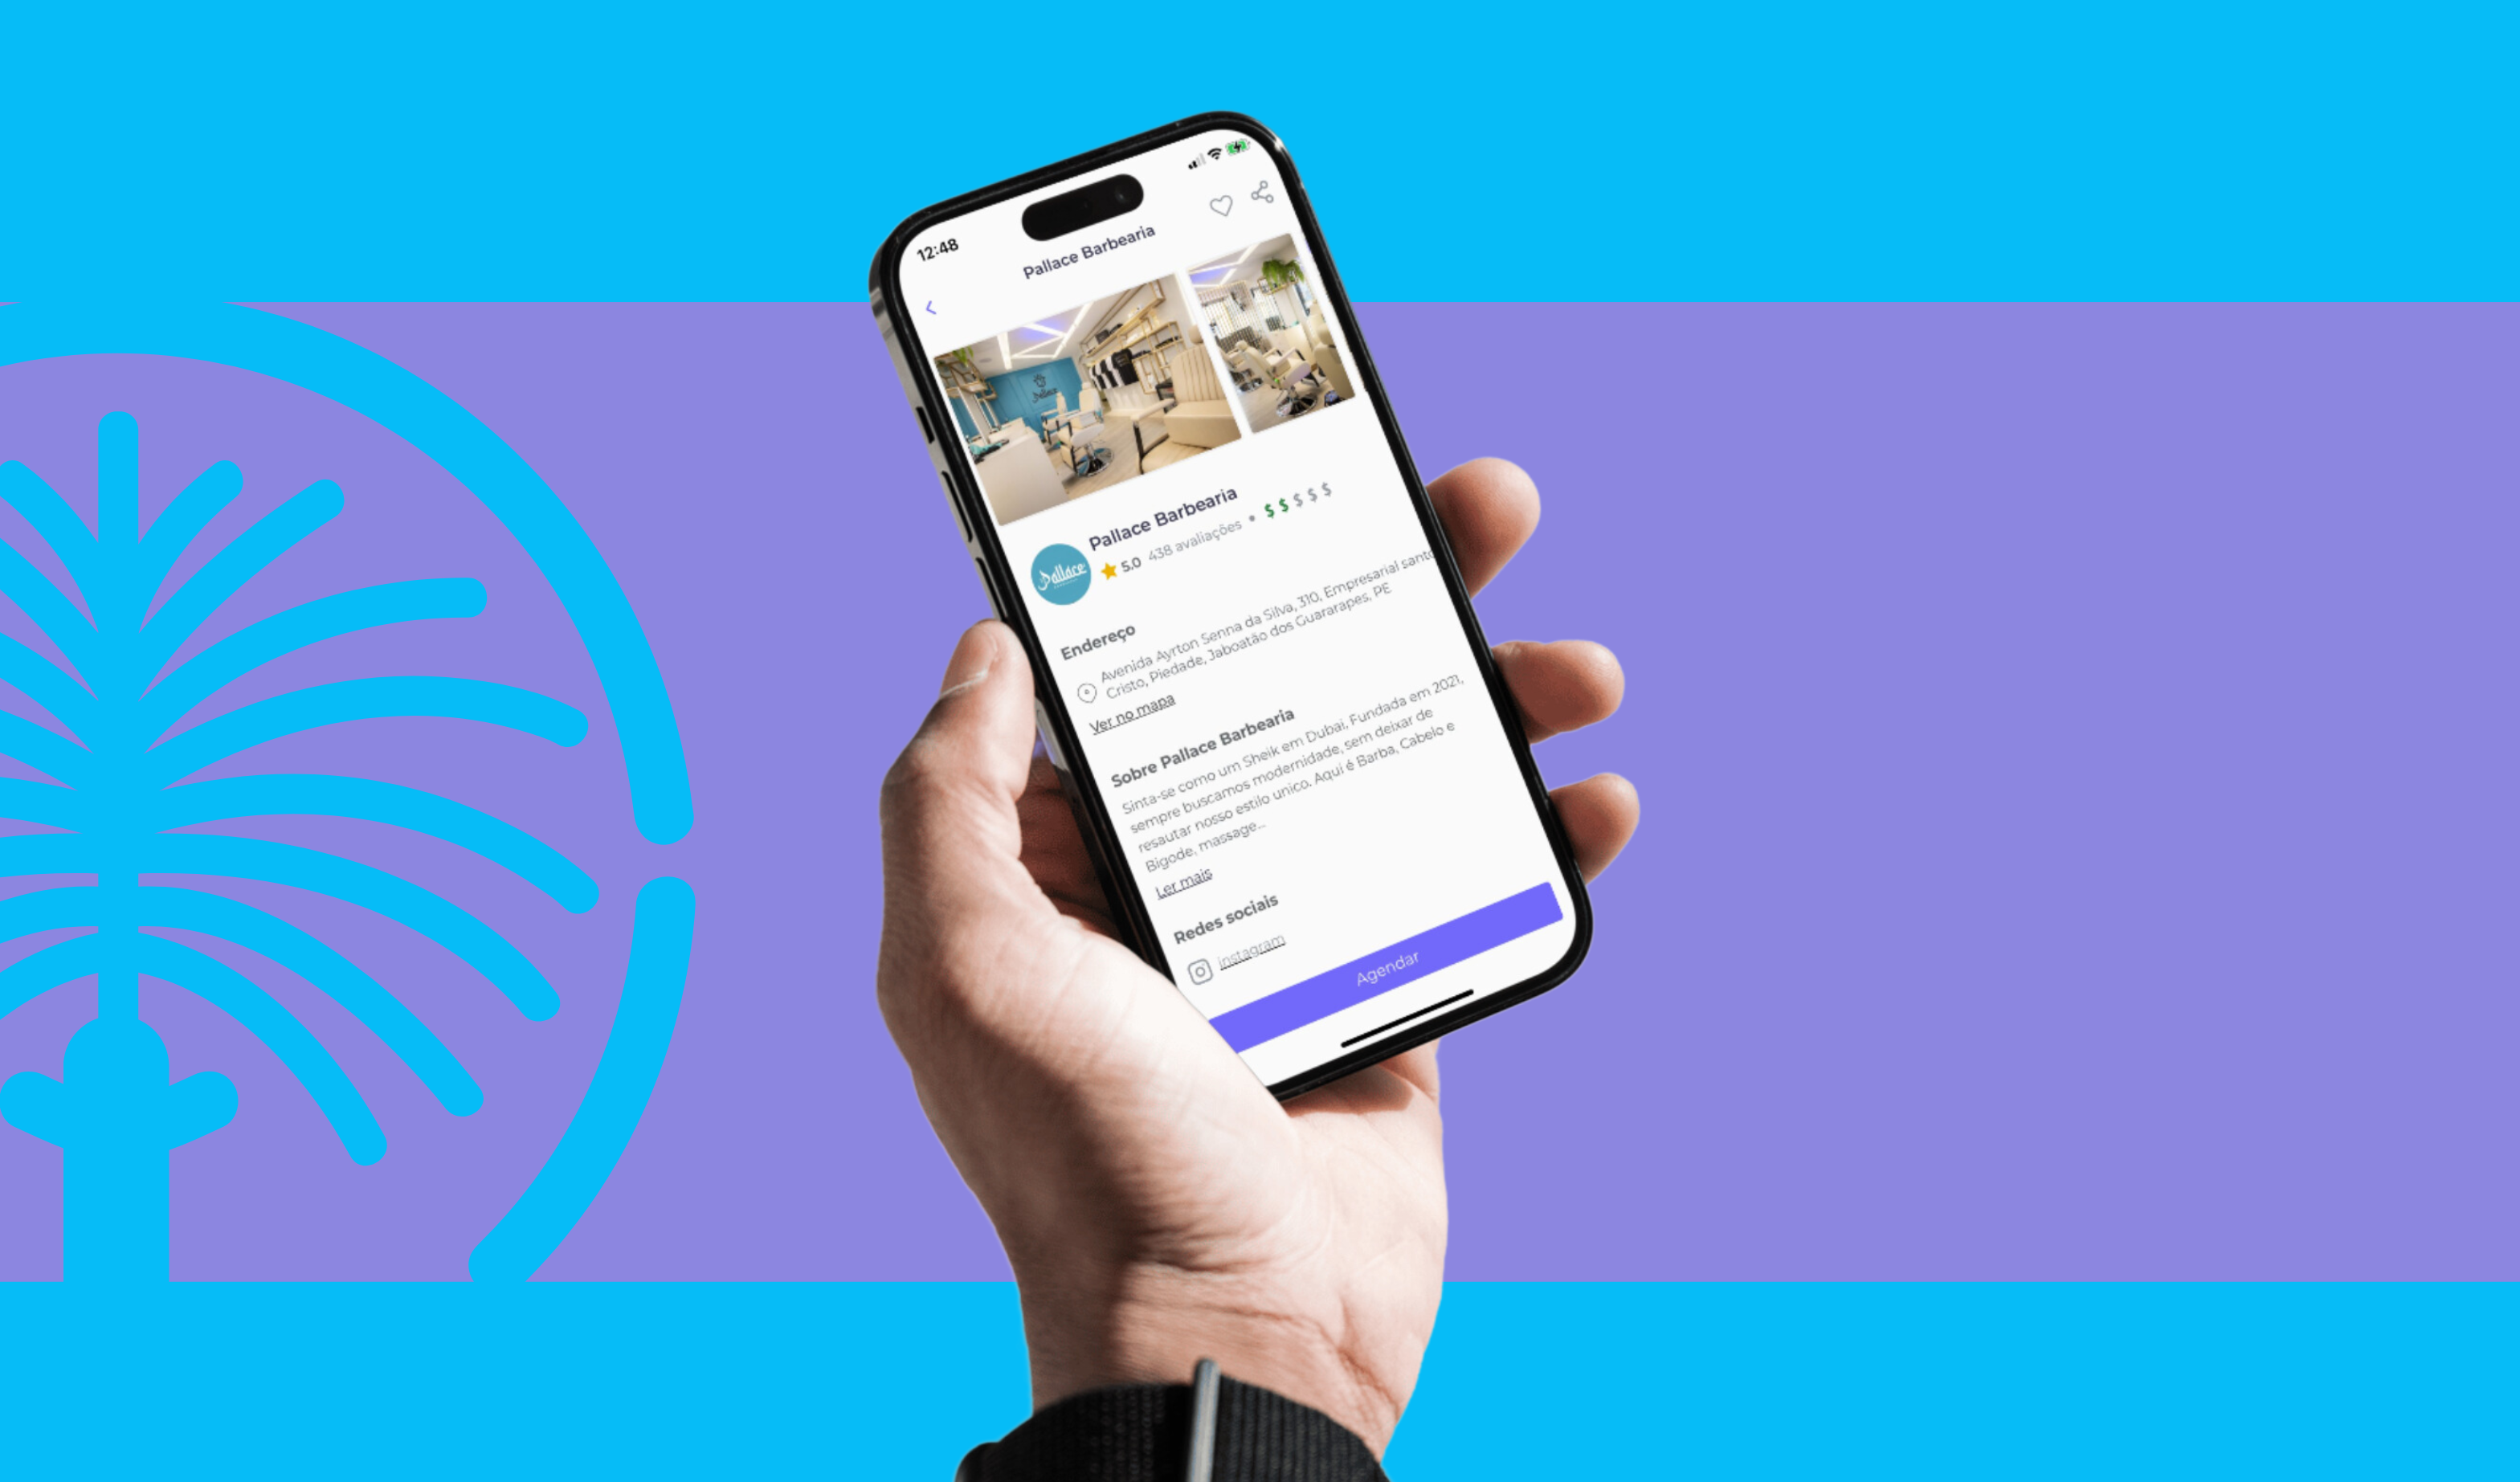 12:48
Pallace Barbearia
Pallace
Pallace Barbearia
5.0 438 avaliações • $ $ $ $ $
Pallace
Endereço
Avenida Ayrton Senna da Silva, 310, Empresarial santo
Cristo, Piedade, Jaboatão dos Guararapes, PE
Ver no mapa
Sobre Pallace Barbearia
Sinta-se como um Sheik em Dubai. Fundada em 2021,
sempre buscamos modernidade, sem deixar de
resautar nosso estilo unico. Aqui é Barba, Cabelo e
Bigode, massage...
Ler mais
Redes sociais
instagram
Agendar